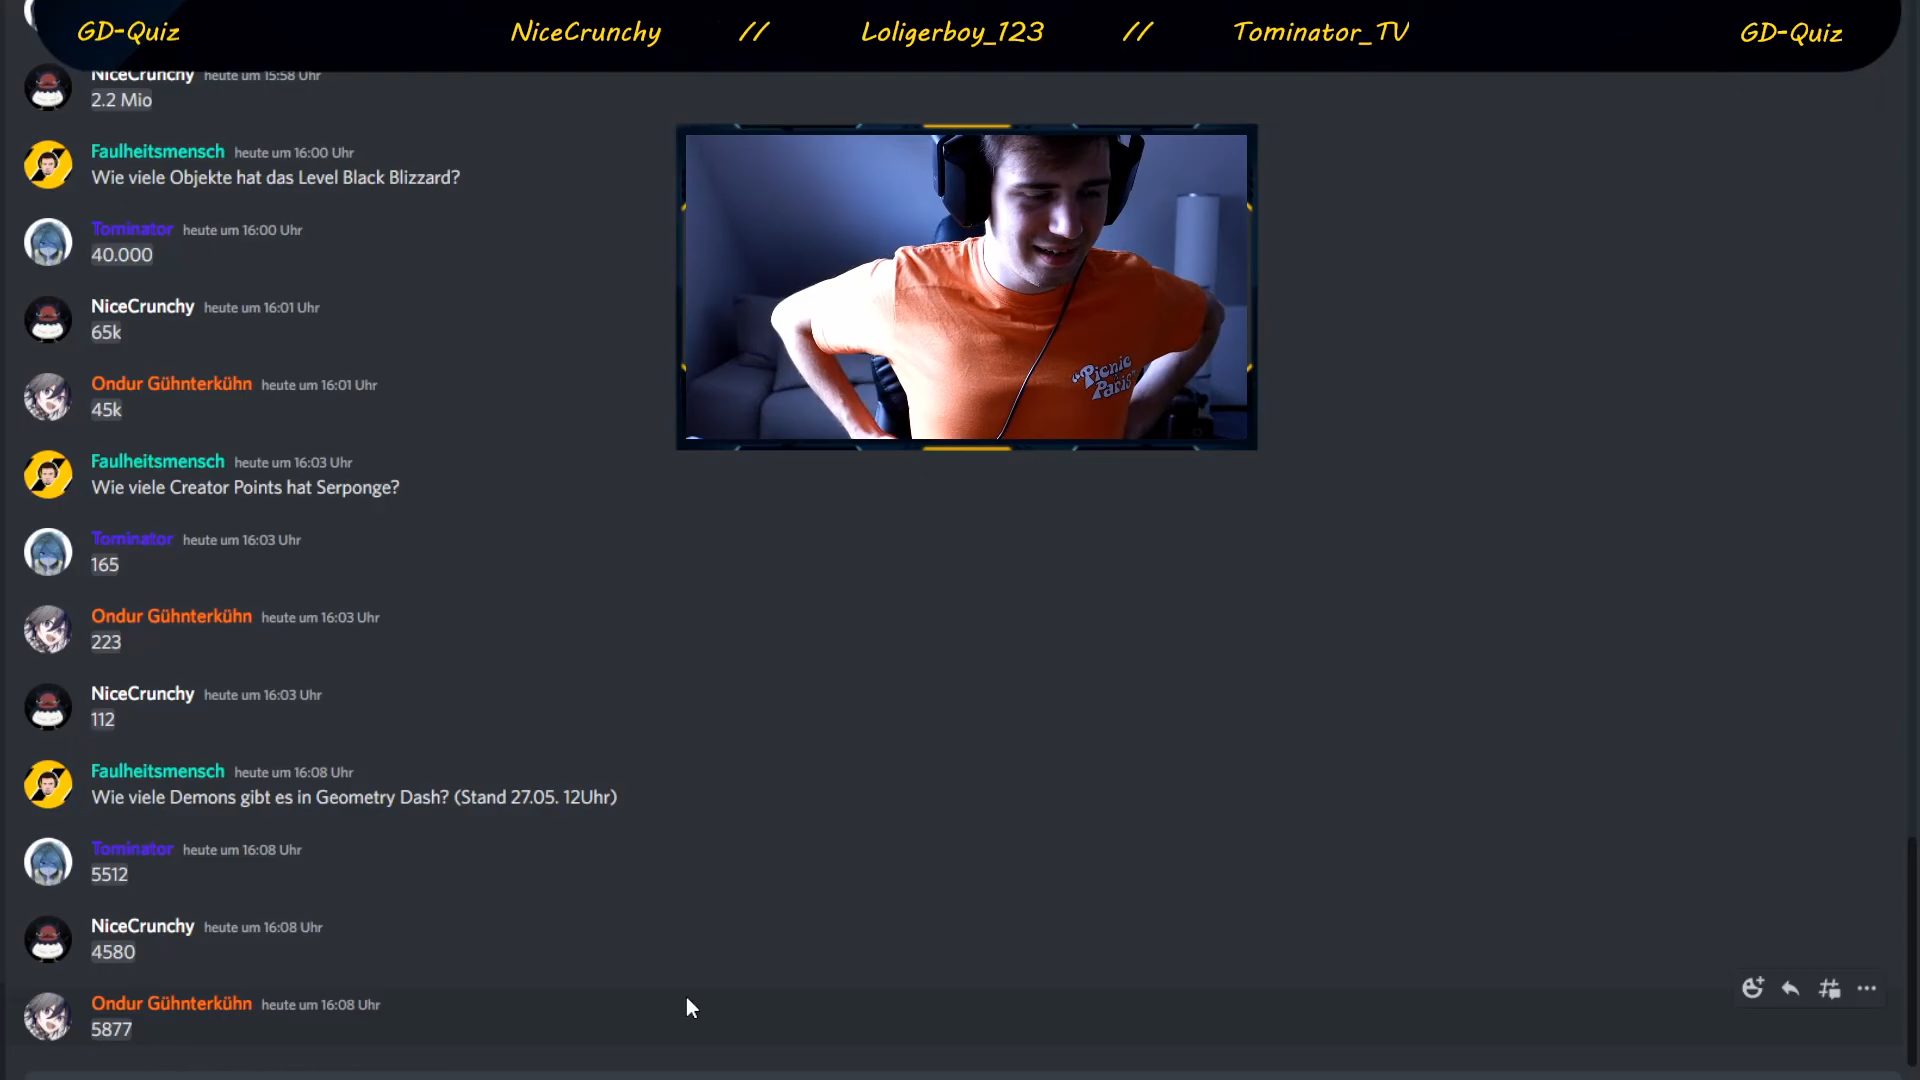 GD-Quiz NiceCrunchy // Loligerboy_123 // Tominator_TV GD-Quiz
NiceCrunchy heute um 15:58 Uhr
2.2 Mio
Faulheitsmensch heute um 16:00 Uhr
Wie viele Objekte hat das Level Black Blizzard?
Tominator heute um 16:00 Uhr
40.000
NiceCrunchy heute um 16:01 Uhr
65k
Ondur Gühnterkühn heute um 16:01 Uhr
45k
Faulheitsmensch heute um 16:03 Uhr
Wie viele Creator Points hat Serponge?
Tominator heute um 16:03 Uhr
165
Ondur Gühnterkühn heute um 16:03 Uhr
223
NiceCrunchy heute um 16:03 Uhr
112
Faulheitsmensch heute um 16:08 Uhr
Wie viele Demons gibt es in Geometry Dash? (Stand 27.05. 12Uhr)
Tominator heute um 16:08 Uhr
5512
NiceCrunchy heute um 16:08 Uhr
4580
Ondur Gühnterkühn heute um 16:08 Uhr
5877
"Picnic
Paris"